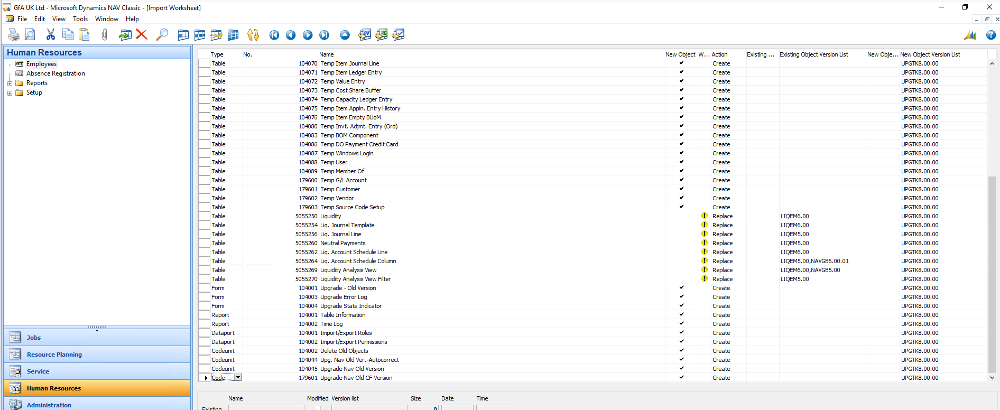 GfA UK Ltd - Microsoft Dynamics NAV Classic - [Import Worksheet]
File Edit View Tools Window Help
Human Resources
Employees
Absence Registration
Reports
Setup
Jobs
Resource Planning
Service
Human Resources
Administration
Type No. Name New Object W... Action Existing ... Existing Object Version List New Obje... New Object Version List
Table 104070 Temp Item Journal Line Create UPGTK8.00.00
Table 104071 Temp Item Ledger Entry Create UPGTK8.00.00
Table 104072 Temp Value Entry Create UPGTK8.00.00
Table 104073 Temp Cost Share Buffer Create UPGTK8.00.00
Table 104074 Temp Capacity Ledger Entry Create UPGTK8.00.00
Table 104075 Temp Item Appln. Entry History Create UPGTK8.00.00
Table 104076 Temp Item Empty BUoM Create UPGTK8.00.00
Table 104080 Temp Invt. Adjmt. Entry (Ord) Create UPGTK8.00.00
Table 104083 Temp BOM Component Create UPGTK8.00.00
Table 104086 Temp DO Payment Credit Card Create UPGTK8.00.00
Table 104087 Temp Windows Login Create UPGTK8.00.00
Table 104088 Temp User Create UPGTK8.00.00
Table 104089 Temp Member Of Create UPGTK8.00.00
Table 179600 Temp G/L Account Create UPGTK8.00.00
Table 179601 Temp Customer Create UPGTK8.00.00
Table 179602 Temp Vendor Create UPGTK8.00.00
Table 179603 Temp Source Code Setup Create UPGTK8.00.00
Table 5055250 Liquidity Replace LIQEM6.00 UPGTK8.00.00
Table 5055254 Liq. Journal Template Replace LIQEM6.00 UPGTK8.00.00
Table 5055256 Liq. Journal Line Replace LIQEM5.00 UPGTK8.00.00
Table 5055260 Neutral Payments Replace LIQEM5.00 UPGTK8.00.00
Table 5055262 Liq. Account Schedule Line Replace LIQEM6.00 UPGTK8.00.00
Table 5055264 Liq. Account Schedule Column Replace LIQEM5.00,NAVGB6.00.01 UPGTK8.00.00
Table 5055269 Liquidity Analysis View Replace LIQEM6.00,NAVGB5.00 UPGTK8.00.00
Table 5055270 Liquidity Analysis View Filter Replace LIQEM5.00 UPGTK8.00.00
Form 104001 Upgrade - Old Version Create UPGTK8.00.00
Form 104003 Upgrade Error Log Create UPGTK8.00.00
Form 104004 Upgrade State Indicator Create UPGTK8.00.00
Report 104001 Table Information Create UPGTK8.00.00
Report 104002 Time Log Create UPGTK8.00.00
Dataport 104001 Import/Export Roles Create UPGTK8.00.00
Dataport 104002 Import/Export Permissions Create UPGTK8.00.00
Codeunit 104002 Delete Old Objects Create UPGTK8.00.00
Codeunit 104044 Upg. Nav Old Ver.-Autocorrect Create UPGTK8.00.00
Codeunit 104045 Upgrade Nav Old Version Create UPGTK8.00.00
Code... 179601 Upgrade Nav Old CF Version Create UPGTK8.00.00
Name Modified Version list Size Date Time
Existing 0